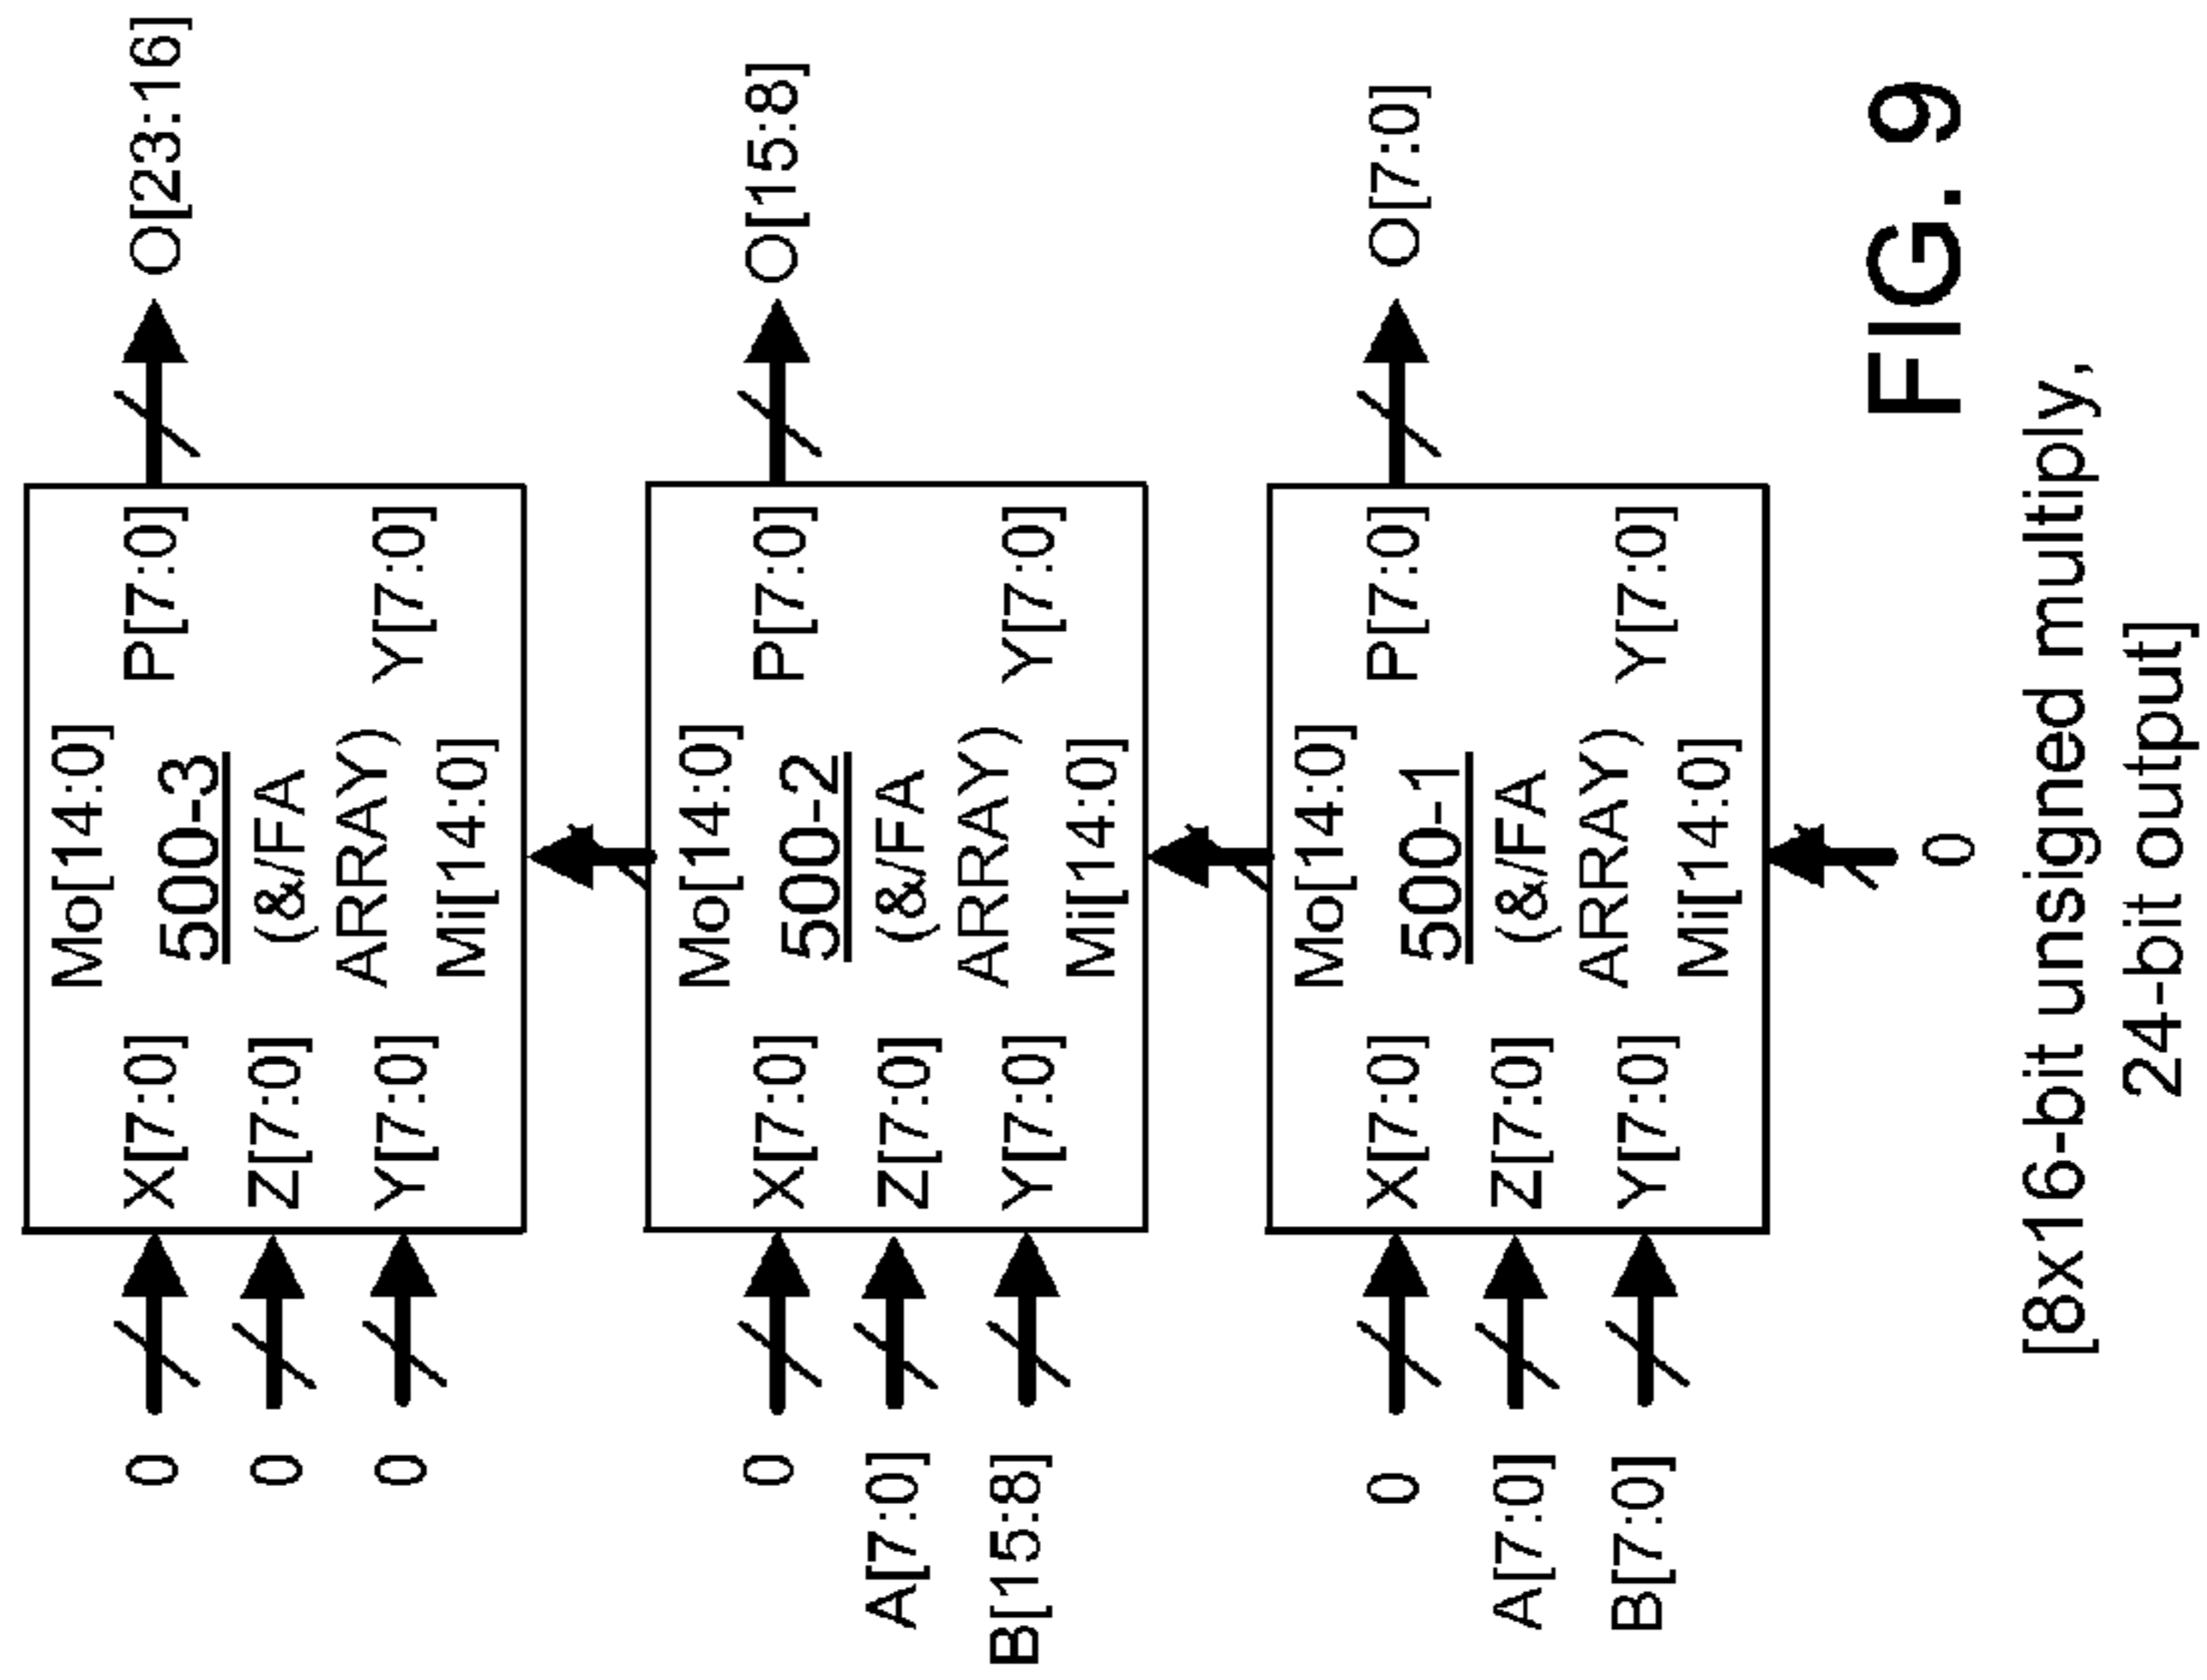 Mo[14:0]
0 X[7:0] P[7:0] O[23:16]
500-3
0 Z[7:0] (&/FA
ARRAY)
0 Y[7:0] Y[7:0]
Mi[14:0]
Mo[14:0]
0 X[7:0] P[7:0] O[15:8]
500-2
A[7:0] Z[7:0] (&/FA
ARRAY)
B[15:8] Y[7:0] Y[7:0]
Mi[14:0]
Mo[14:0]
0 X[7:0] P[7:0] O[7:0]
500-1
A[7:0] Z[7:0] (&/FA
ARRAY)
B[7:0] Y[7:0] Y[7:0]
Mi[14:0]
0
FIG. 9
[8x16-bit unsigned multiply,
24-bit output]